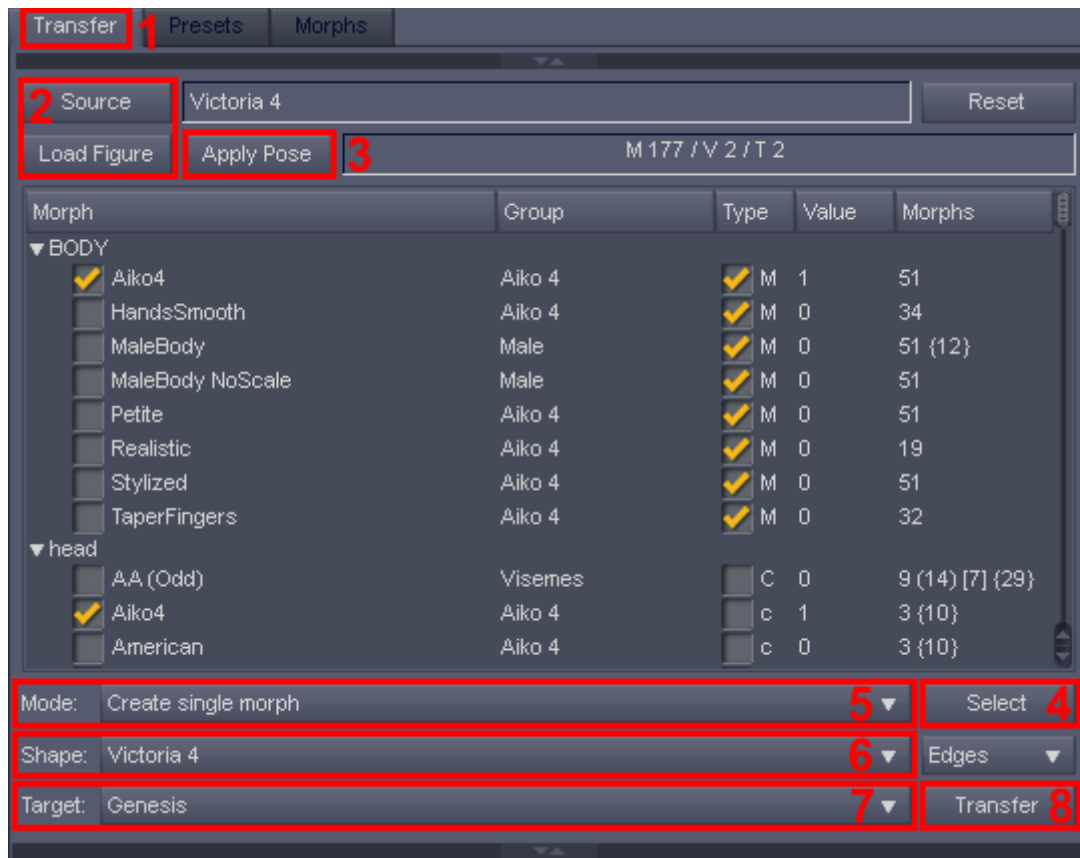 Transfer 1 Presets Morphs
2 Source Victoria 4 Reset
Load Figure Apply Pose 3 M 177 / V 2 / T 2
Morph Group Type Value Morphs
BODY
Aiko4 Aiko 4 M 1 51
HandsSmooth Aiko 4 M 0 34
MaleBody Male M 0 51 {12}
MaleBody NoScale Male M 0 51
Petite Aiko 4 M 0 51
Realistic Aiko 4 M 0 19
Stylized Aiko 4 M 0 51
TaperFingers Aiko 4 M 0 32
head
AA (Odd) Visemes C 0 9 (14) [7] {29}
Aiko4 Aiko 4 c 1 3 {10}
American Aiko 4 c 0 3 {10}
Mode: Create single morph 5 Select 4
Shape: Victoria 4 6 Edges
Target: Genesis 7 Transfer 8